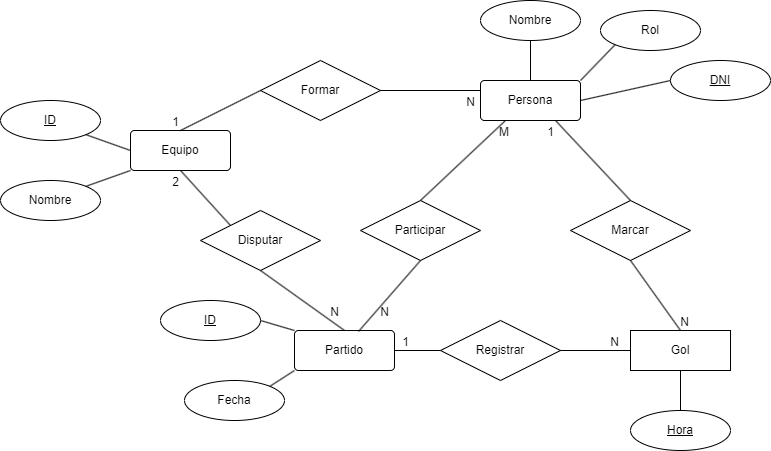 Nombre
Rol
DNI
Formar
Persona
N
ID
1
M
1
Equipo
2
Nombre
Disputar
Participar
Marcar
ID
N
N
N
Partido
1
Registrar
N
Gol
Fecha
Hora